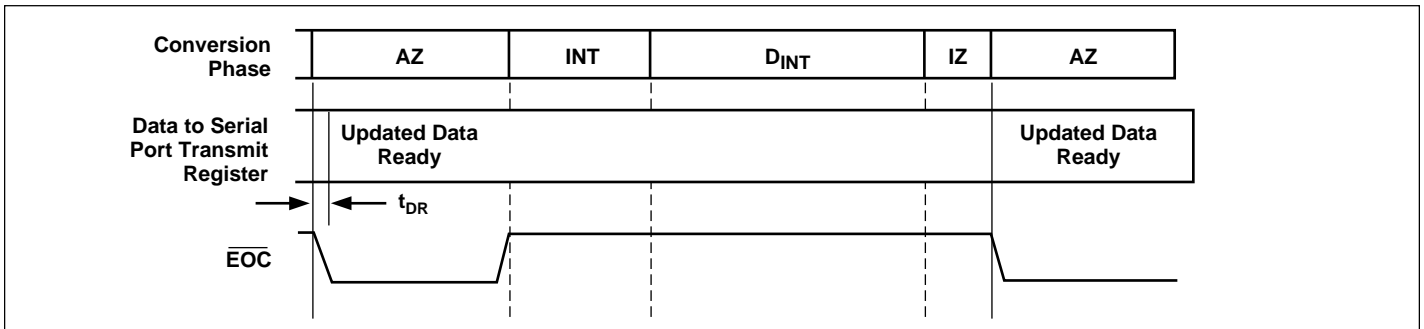 Conversion
Phase
AZ
INT
DINT
IZ
AZ
Data to Serial
Port Transmit
Register
Updated Data
Ready
Updated Data
Ready
tDR
EOC